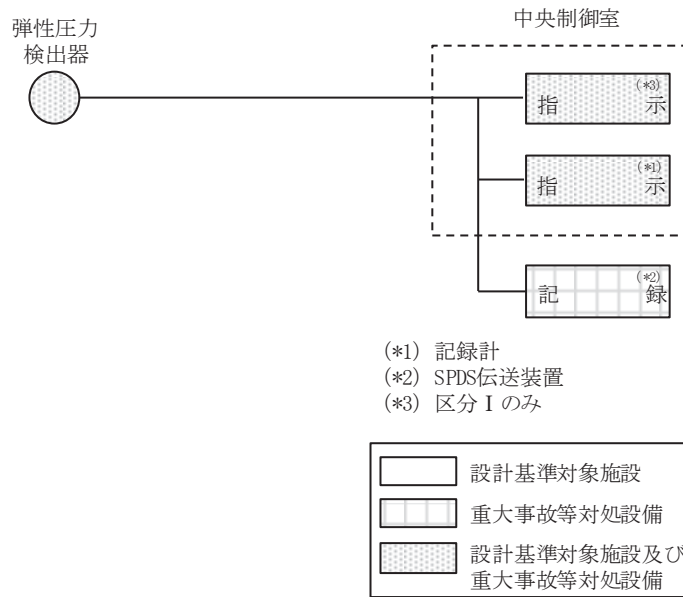 中央制御室
弾性圧力
検出器
(*3)
指 示
(*1)
指 示
(*2)
記 録
(*1) 記録計
(*2) SPDS伝送装置
(*3) 区分Ⅰのみ
設計基準対象施設
重大事故等対処設備
設計基準対象施設及び
重大事故等対処設備